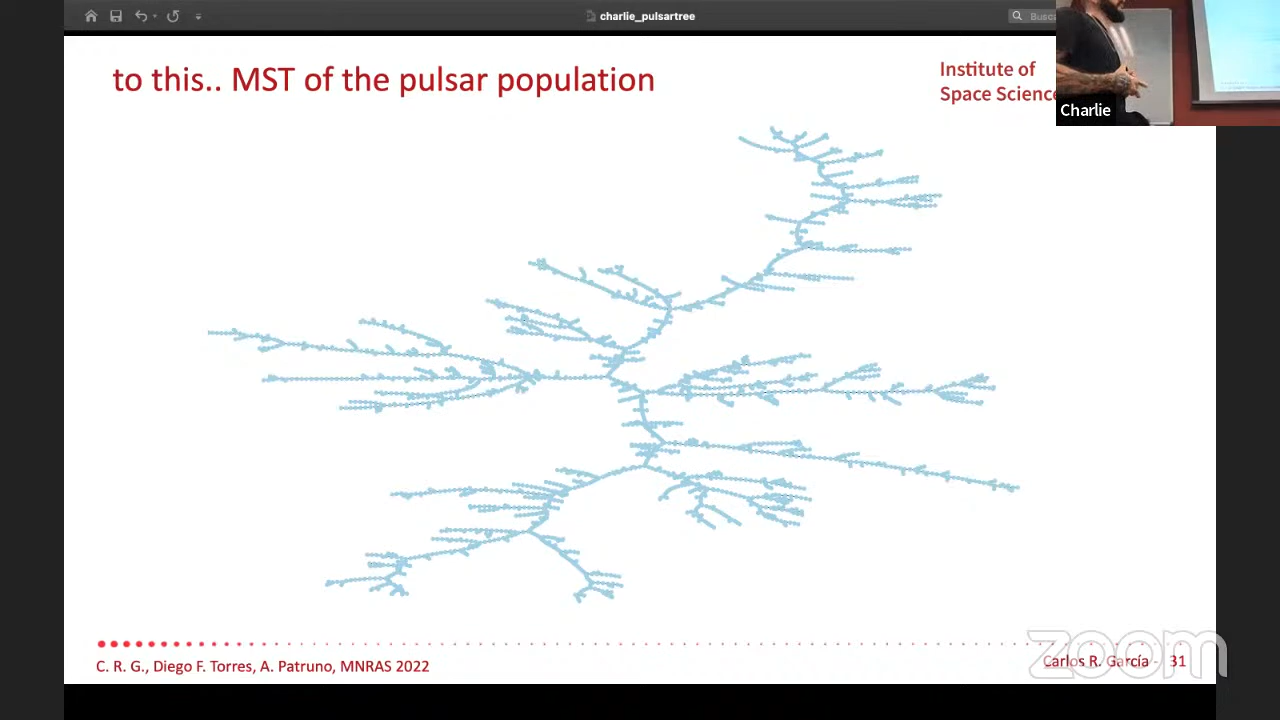 charlie_pulsartree
Busca
to this.. MST of the pulsar population
Institute of
Space Science
Charlie
C. R. G., Diego F. Torres, A. Patruno, MNRAS 2022
Carlos R. García - 31
zoom